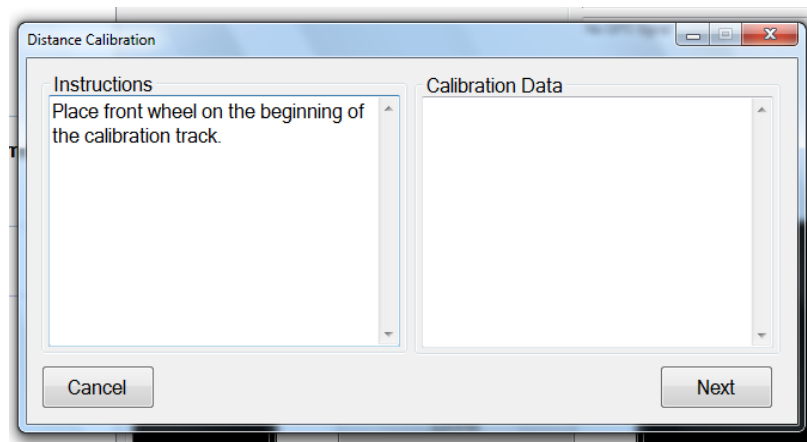 Distance Calibration
Instructions
Place front wheel on the beginning of
the calibration track.
Calibration Data
Cancel
Next